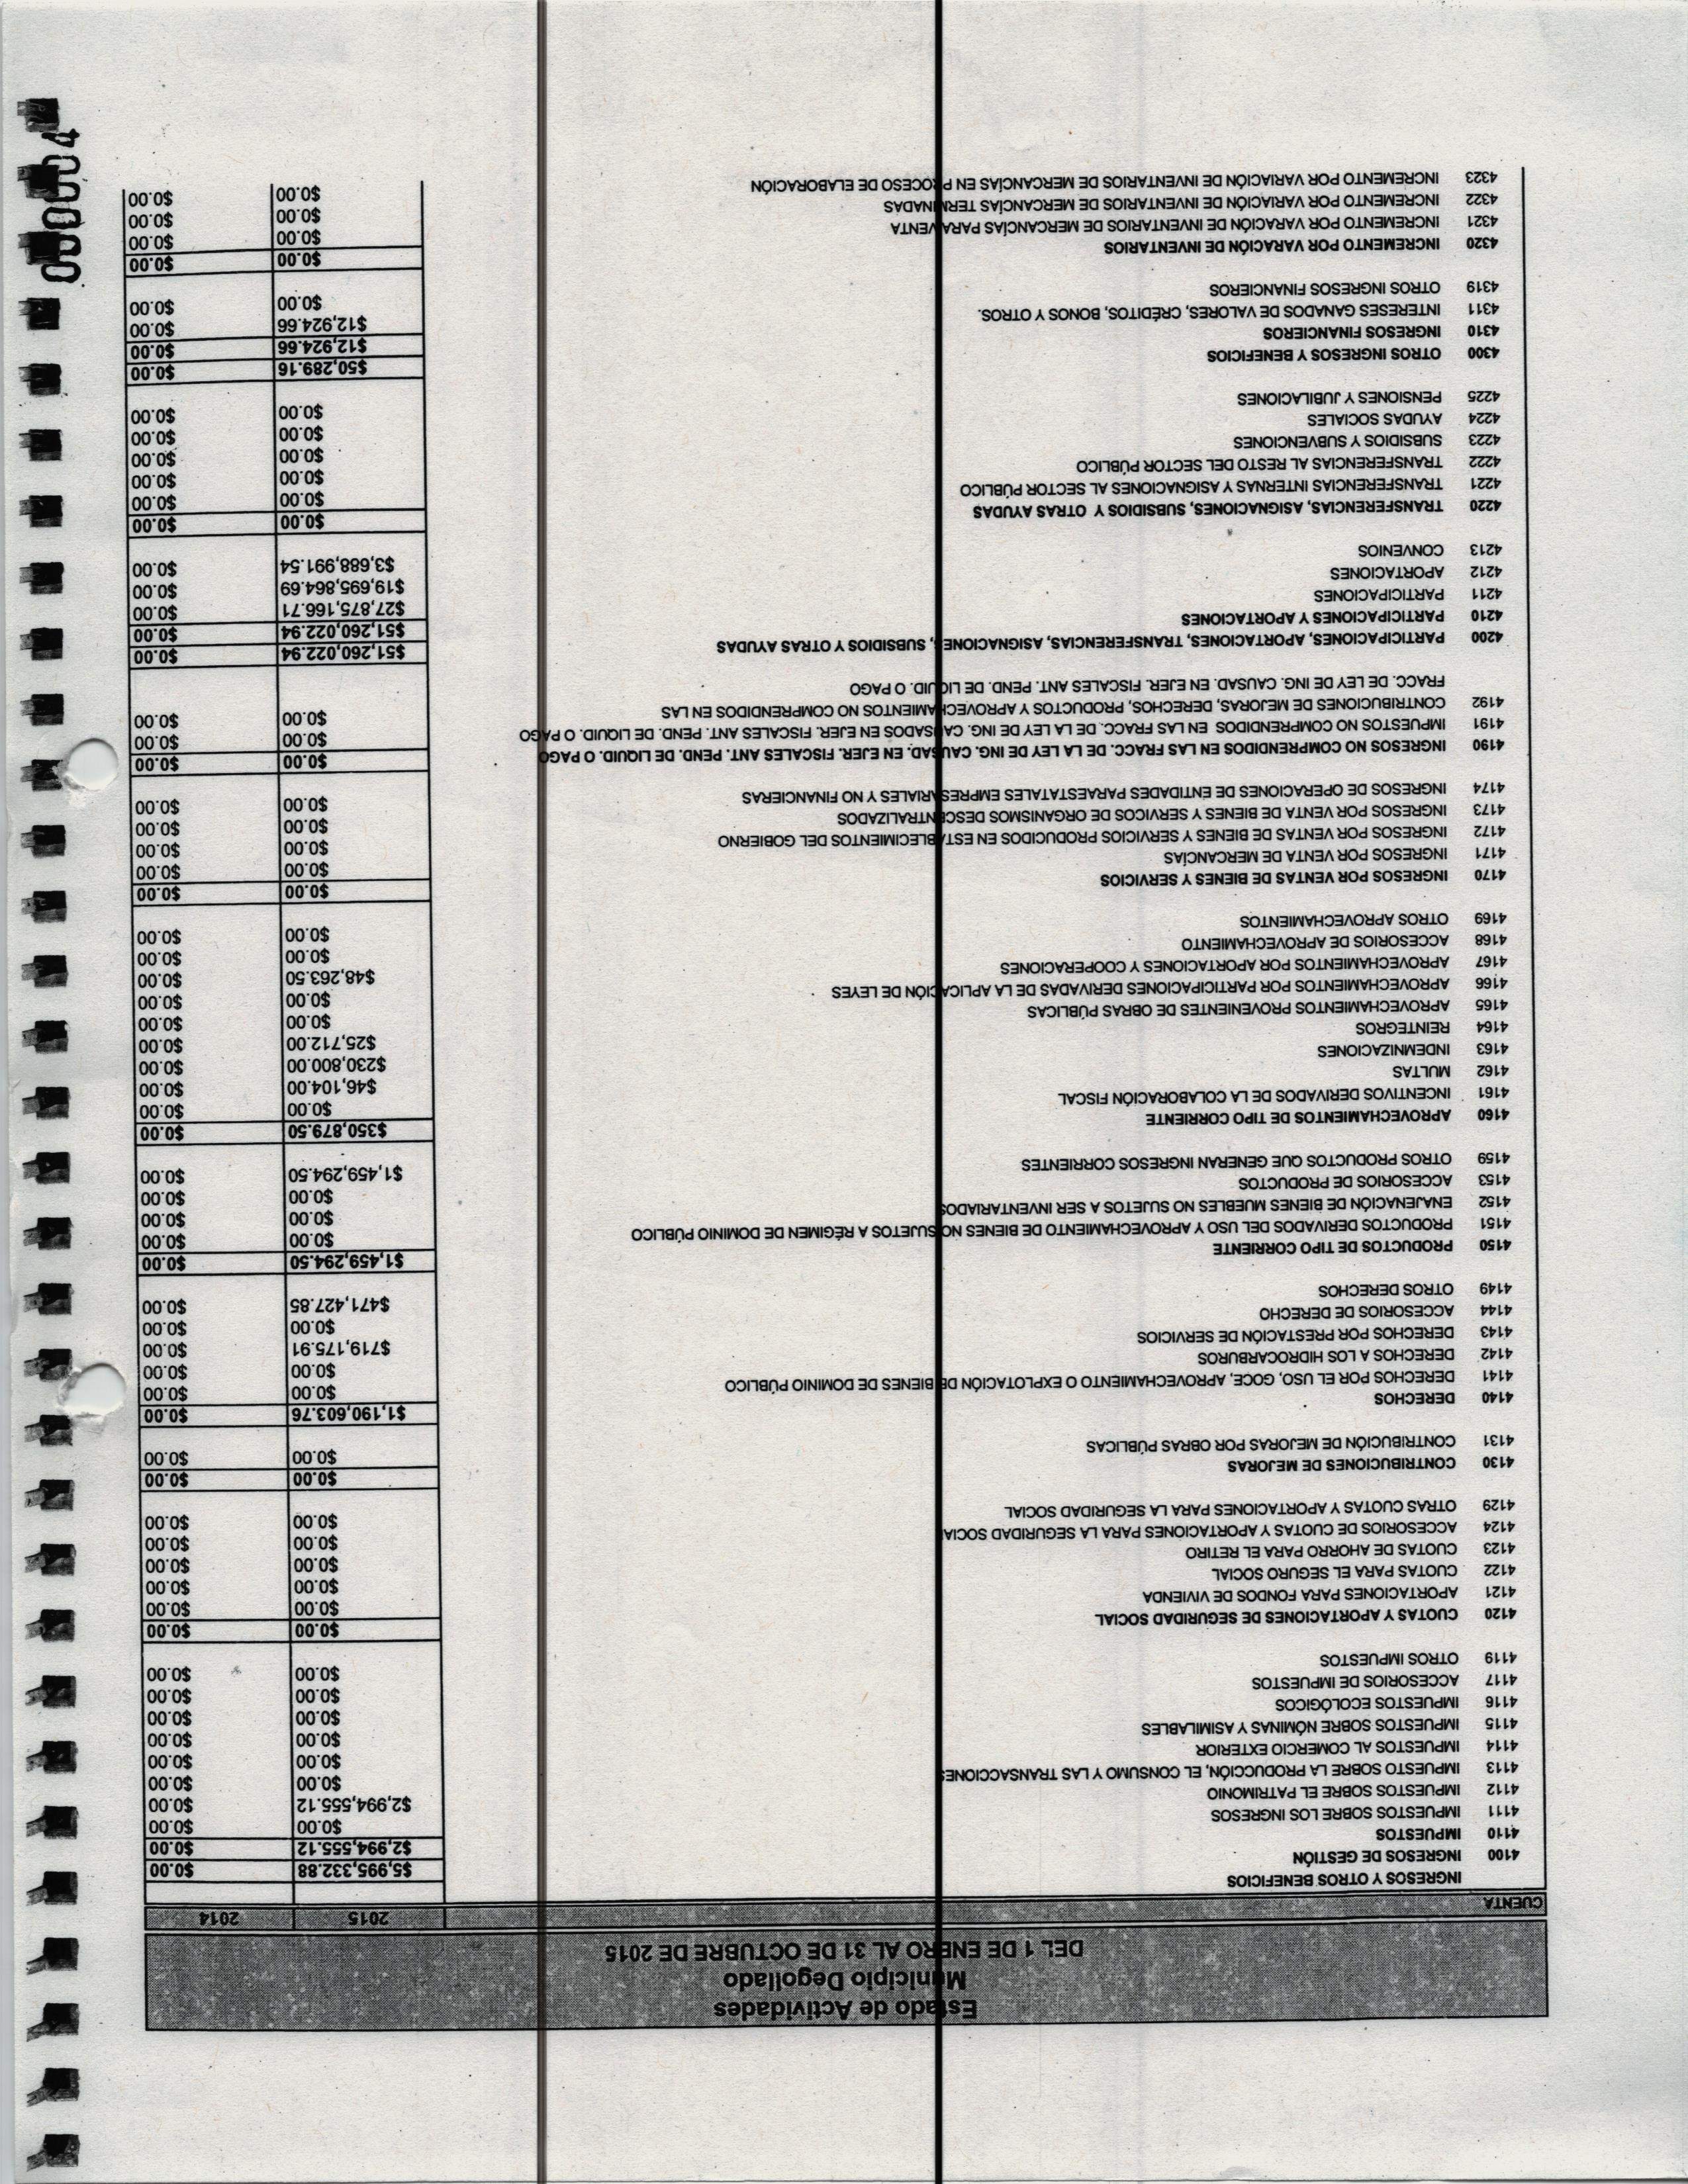 Estado de Actividades
Municipio Degollado
DEL 1 DE ENERO AL 31 DE OCTUBRE DE 2015
CUENTA 2015 2014
INGRESOS Y OTROS BENEFICIOS
4100 INGRESOS DE GESTIÓN $5,995,332.88 $0.00
4110 IMPUESTOS $2,994,555.12 $0.00
4111 IMPUESTOS SOBRE LOS INGRESOS $0.00 $0.00
4112 IMPUESTOS SOBRE EL PATRIMONIO $2,994,555.12 $0.00
4113 IMPUESTO SOBRE LA PRODUCCIÓN, EL CONSUMO Y LAS TRANSACCIONES $0.00 $0.00
4114 IMPUESTOS AL COMERCIO EXTERIOR $0.00 $0.00
4115 IMPUESTOS SOBRE NÓMINAS Y ASIMILABLES $0.00 $0.00
4116 IMPUESTOS ECOLÓGICOS $0.00 $0.00
4117 ACCESORIOS DE IMPUESTOS $0.00 $0.00
4119 OTROS IMPUESTOS $0.00 $0.00
4120 CUOTAS Y APORTACIONES DE SEGURIDAD SOCIAL $0.00 $0.00
4121 APORTACIONES PARA FONDOS DE VIVIENDA $0.00 $0.00
4122 CUOTAS PARA EL SEGURO SOCIAL $0.00 $0.00
4123 CUOTAS DE AHORRO PARA EL RETIRO $0.00 $0.00
4124 ACCESORIOS DE CUOTAS Y APORTACIONES PARA LA SEGURIDAD SOCIAL $0.00 $0.00
4129 OTRAS CUOTAS Y APORTACIONES PARA LA SEGURIDAD SOCIAL $0.00 $0.00
4130 CONTRIBUCIONES DE MEJORAS $0.00 $0.00
4131 CONTRIBUCIÓN DE MEJORAS POR OBRAS PÚBLICAS $0.00 $0.00
4140 DERECHOS $1,190,603.76 $0.00
4141 DERECHOS POR EL USO, GOCE, APROVECHAMIENTO O EXPLOTACIÓN DE BIENES DE DOMINIO PÚBLICO $0.00 $0.00
4142 DERECHOS A LOS HIDROCARBUROS $0.00 $0.00
4143 DERECHOS POR PRESTACIÓN DE SERVICIOS $719,175.91 $0.00
4144 ACCESORIOS DE DERECHO $0.00 $0.00
4149 OTROS DERECHOS $471,427.85 $0.00
4150 PRODUCTOS DE TIPO CORRIENTE $1,459,294.50 $0.00
4151 PRODUCTOS DERIVADOS DEL USO Y APROVECHAMIENTO DE BIENES NO SUJETOS A RÉGIMEN DE DOMINIO PÚBLICO $0.00 $0.00
4152 ENAJENACIÓN DE BIENES MUEBLES NO SUJETOS A SER INVENTARIADOS $0.00 $0.00
4153 ACCESORIOS DE PRODUCTOS $0.00 $0.00
4159 OTROS PRODUCTOS QUE GENERAN INGRESOS CORRIENTES $1,459,294.50 $0.00
4160 APROVECHAMIENTOS DE TIPO CORRIENTE $350,879.50 $0.00
4161 INCENTIVOS DERIVADOS DE LA COLABORACIÓN FISCAL $0.00 $0.00
4162 MULTAS $46,104.00 $0.00
4163 INDEMNIZACIONES $230,800.00 $0.00
4164 REINTEGROS $25,712.00 $0.00
4165 APROVECHAMIENTOS PROVENIENTES DE OBRAS PÚBLICAS $0.00 $0.00
4166 APROVECHAMIENTOS POR PARTICIPACIONES DERIVADAS DE LA APLICACIÓN DE LEYES $0.00 $0.00
4167 APROVECHAMIENTOS POR APORTACIONES Y COOPERACIONES $48,263.50 $0.00
4168 ACCESORIOS DE APROVECHAMIENTO $0.00 $0.00
4169 OTROS APROVECHAMIENTOS $0.00 $0.00
4170 INGRESOS POR VENTAS DE BIENES Y SERVICIOS $0.00 $0.00
4171 INGRESOS POR VENTA DE MERCANCÍAS $0.00 $0.00
4172 INGRESOS POR VENTAS DE BIENES Y SERVICIOS PRODUCIDOS EN ESTABLECIMIENTOS DEL GOBIERNO $0.00 $0.00
4173 INGRESOS POR VENTA DE BIENES Y SERVICOS DE ORGANISMOS DESCENTRALIZADOS $0.00 $0.00
4174 INGRESOS DE OPERACIONES DE ENTIDADES PARAESTATALES EMPRESARIALES Y NO FINANCIERAS $0.00 $0.00
4190 INGRESOS NO COMPRENDIDOS EN LAS FRACC. DE LA LEY DE ING. CAUSAD. EN EJER. FISCALES ANT. PEND. DE LIQUID. O PAGO $0.00 $0.00
4191 IMPUESTOS NO COMPRENDIDOS EN LAS FRACC. DE LA LEY DE ING. CAUSADOS EN EJER. FISCALES ANT. PEND. DE LIQUID. O PAGO $0.00 $0.00
4192 CONTRIBUCIONES DE MEJORAS, DERECHOS, PRODUCTOS Y APROVECHAMIENTOS NO COMPRENDIDOS EN LAS $0.00 $0.00
FRACC. DE LEY DE ING. CAUSAD. EN EJER. FISCALES ANT. PEND. DE LIQUID. O PAGO
4200 PARTICIPACIONES, APORTACIONES, TRANSFERENCIAS, ASIGNACIONES, SUBSIDIOS Y OTRAS AYUDAS $51,260,022.94 $0.00
4210 PARTICIPACIONES Y APORTACIONES $51,260,022.94 $0.00
4211 PARTICIPACIONES $27,875,166.71 $0.00
4212 APORTACIONES $19,695,864.69 $0.00
4213 CONVENIOS $3,688,991.54 $0.00
4220 TRANSFERENCIAS, ASIGNACIONES, SUBSIDIOS Y OTRAS AYUDAS $0.00 $0.00
4221 TRANSFERENCIAS INTERNAS Y ASIGNACIONES AL SECTOR PÚBLICO $0.00 $0.00
4222 TRANSFERENCIAS AL RESTO DEL SECTOR PÚBLICO $0.00 $0.00
4223 SUBSIDIOS Y SUBVENCIONES $0.00 $0.00
4224 AYUDAS SOCIALES $0.00 $0.00
4225 PENSIONES Y JUBILACIONES $0.00 $0.00
4300 OTROS INGRESOS Y BENEFICIOS $50,289.16 $0.00
4310 INGRESOS FINANCIEROS $12,924.66 $0.00
4311 INTERESES GANADOS DE VALORES, CRÉDITOS, BONOS Y OTROS. $12,924.66 $0.00
4319 OTROS INGRESOS FINANCIEROS $0.00 $0.00
4320 INCREMENTO POR VARACIÓN DE INVENTARIOS $0.00 $0.00
4321 INCREMENTO POR VARACIÓN DE INVENTARIOS DE MERCANCÍAS PARA VENTA $0.00 $0.00
4322 INCREMENTO POR VARIACIÓN DE INVENTARIOS DE MERCANCÍAS TERMINADAS $0.00 $0.00
4323 INCREMENTO POR VARIACIÓN DE INVENTARIOS DE MERCANCÍAS EN PROCESO DE ELABORACIÓN $0.00 $0.00
000004